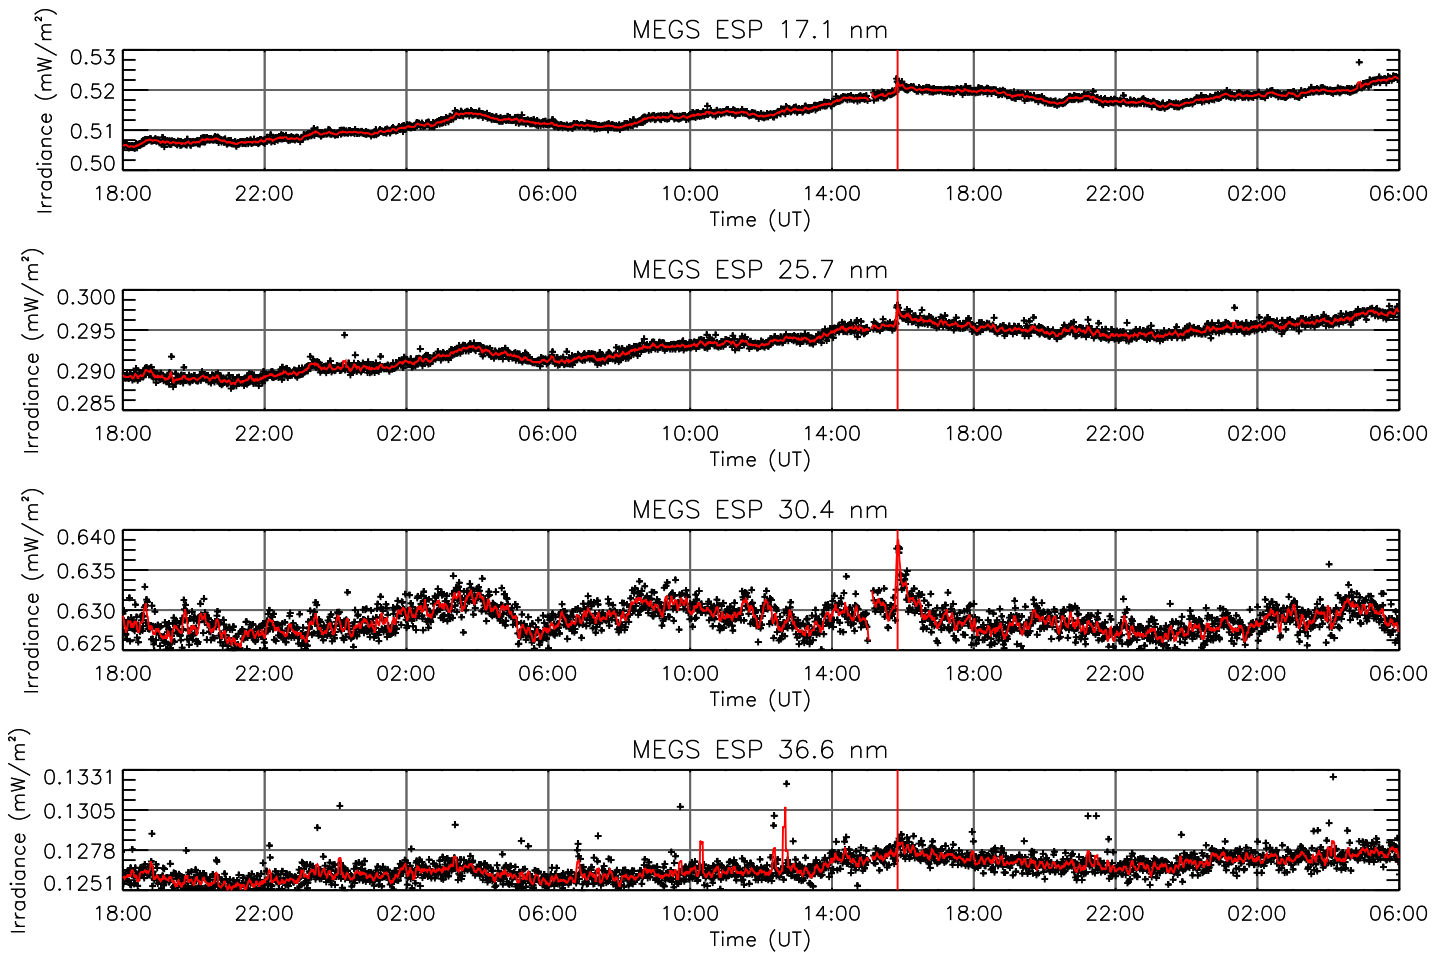 MEGS ESP 17.1 nm
Irradiance (mW/m²)
0.53
0.52
0.51
0.50
18:00 22:00 02:00 06:00 10:00 14:00 18:00 22:00 02:00 06:00
Time (UT)
MEGS ESP 25.7 nm
Irradiance (mW/m²)
0.300
0.295
0.290
0.285
18:00 22:00 02:00 06:00 10:00 14:00 18:00 22:00 02:00 06:00
Time (UT)
MEGS ESP 30.4 nm
Irradiance (mW/m²)
0.640
0.635
0.630
0.625
18:00 22:00 02:00 06:00 10:00 14:00 18:00 22:00 02:00 06:00
Time (UT)
MEGS ESP 36.6 nm
Irradiance (mW/m²)
0.1331
0.1305
0.1278
0.1251
18:00 22:00 02:00 06:00 10:00 14:00 18:00 22:00 02:00 06:00
Time (UT)